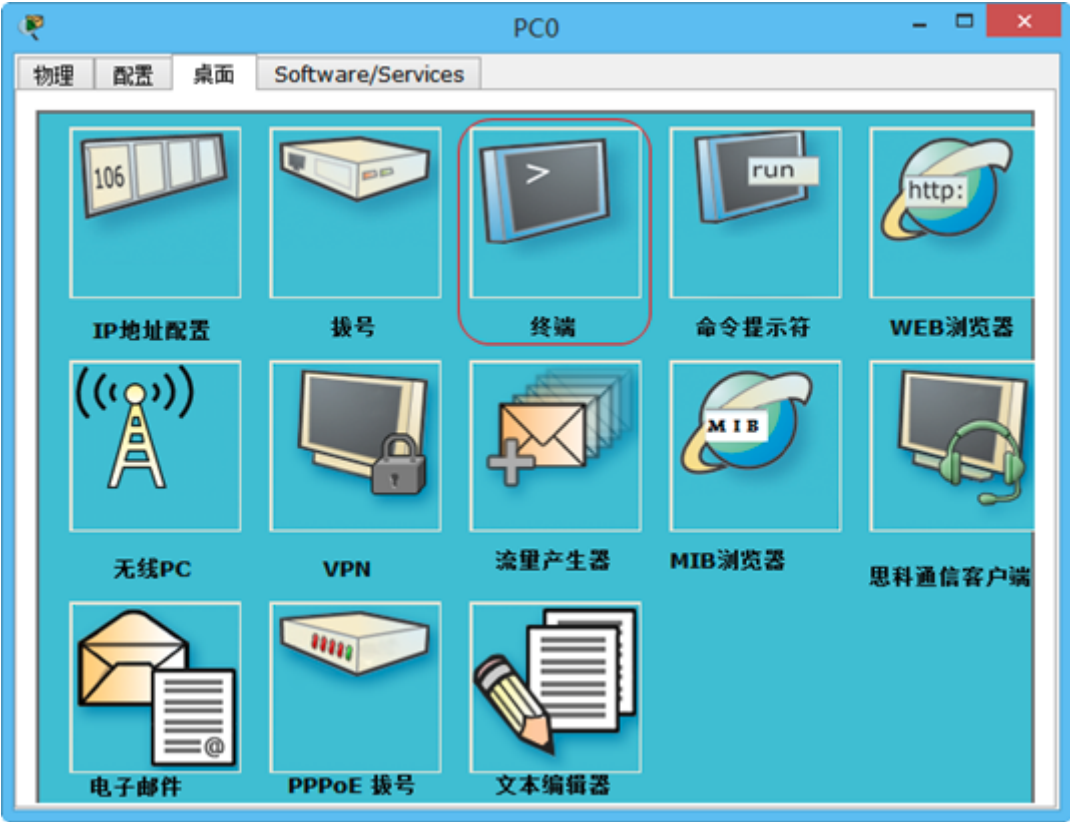 PC0
物理 配置 桌面 Software/Services
106 > run http:
IP地址配置 拨号 终端 命令提示符 WEB浏览器
MIB
无线PC VPN 流里产生器 MIB浏览器 思科通信客户端
@
电子邮件 PPPoE 拨号 文本编辑器